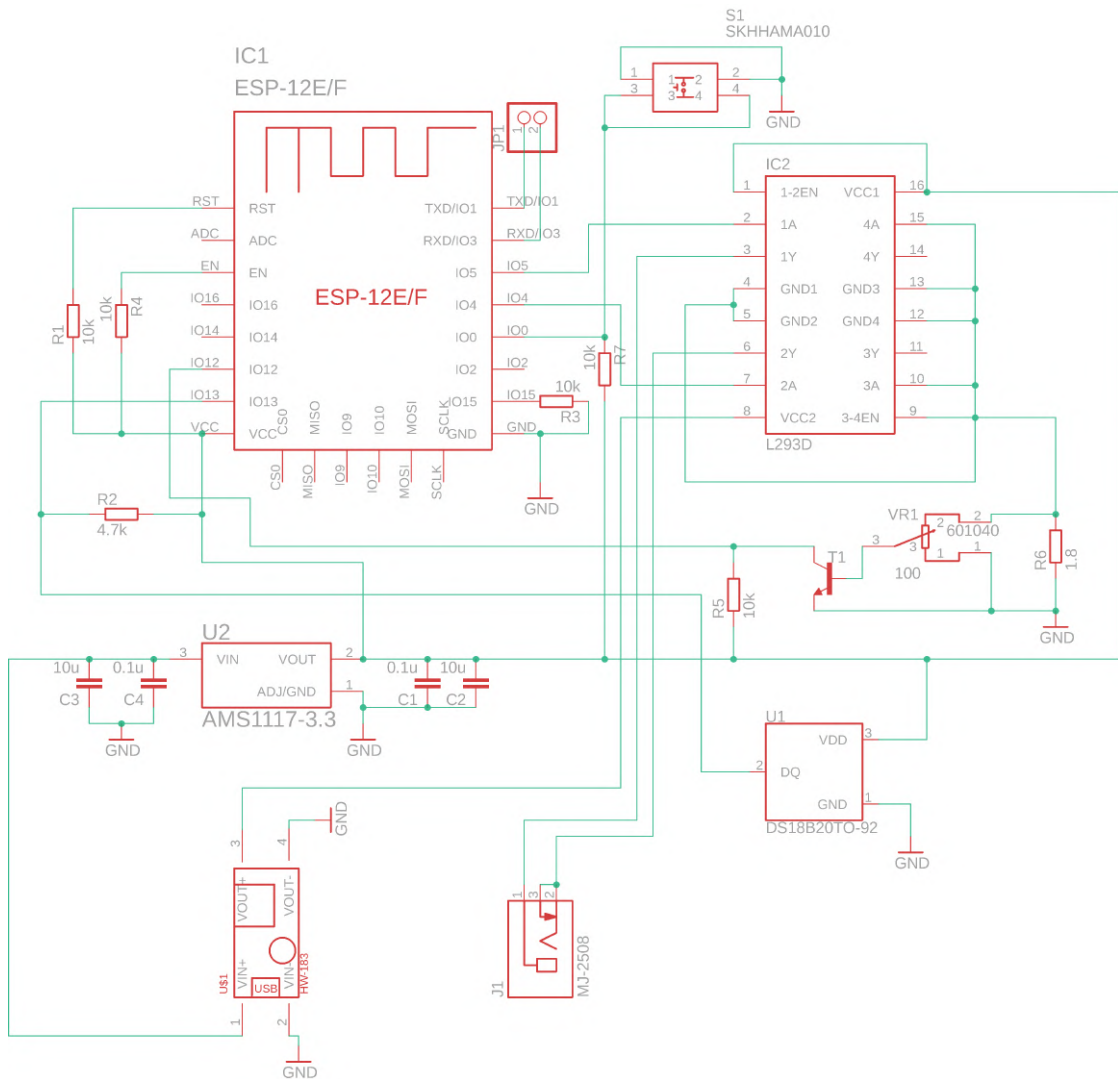 S1
SKHHAMA010
1 1 2 2
3 3 4 4
GND
IC1
ESP-12E/F
JP1
1 2
RST RST TXD/IO1 TXD/IO1
ADC ADC RXD/IO3 RXD/IO3
EN EN IO5 IO5
IO16 IO16 IO4 IO4
IO14 IO14 IO0 IO0
IO12 IO12 IO2 IO2
IO13 IO13 IO15 IO15
VCC VCC GND GND
ESP-12E/F
CS0 MISO IO9 IO10 MOSI SCLK
CS0 MISO IO9 IO10 MOSI SCLK
R1
10k
10k
R4
10k
R7
10k
R3
GND
IC2
1 1-2EN VCC1 16
2 1A 4A 15
3 1Y 4Y 14
4 GND1 GND3 13
5 GND2 GND4 12
6 2Y 3Y 11
7 2A 3A 10
8 VCC2 3-4EN 9
L293D
R2
4.7k
VR1
2 2
601040
3 3
1 1
100
T1
R6
1.8
GND
R5
10k
U2
3 VIN VOUT 2
ADJ/GND 1
AMS1117-3.3
10u
C3
0.1u
C4
GND
0.1u
C1
10u
C2
GND
U1
VDD 3
2 DQ
GND 1
DS18B20TO-92
GND
GND
3 4
VOUT+ VOUT-
VIN+ VIN-
USB
U$1
HW-183
1 2
GND
1 3 2
J1
MJ-2508